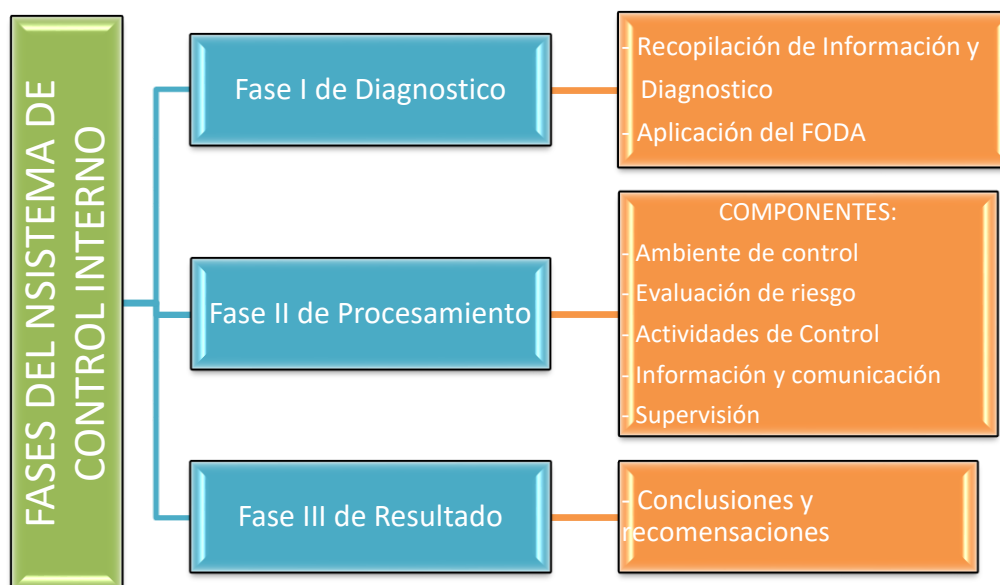 FASES DEL NSISTEMA DE
CONTROL INTERNO
Fase I de Diagnostico
- Recopilación de Información y
Diagnostico
- Aplicación del FODA
Fase II de Procesamiento
COMPONENTES:
- Ambiente de control
- Evaluación de riesgo
- Actividades de Control
- Información y comunicación
- Supervisión
Fase III de Resultado
- Conclusiones y
recomensaciones